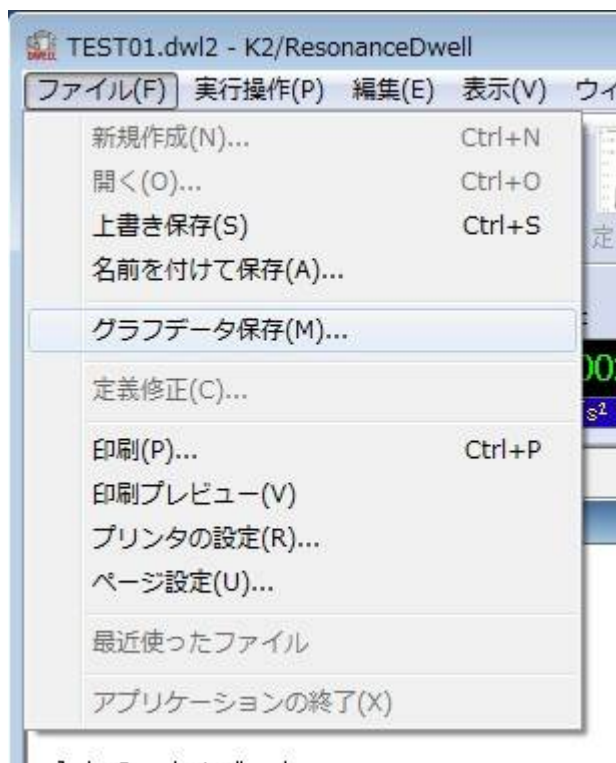 TEST01.dwl2 - K2/ResonanceDwell
ファイル(F) 実行操作(P) 編集(E) 表示(V) ウィ
新規作成(N)... Ctrl+N
開く(O)... Ctrl+O
上書き保存(S) Ctrl+S
定
名前を付けて保存(A)...
グラフデータ保存(M)...
定義修正(C)...
s²
印刷(P)... Ctrl+P
印刷プレビュー(V)
プリンタの設定(R)...
ページ設定(U)...
最近使ったファイル
アプリケーションの終了(X)